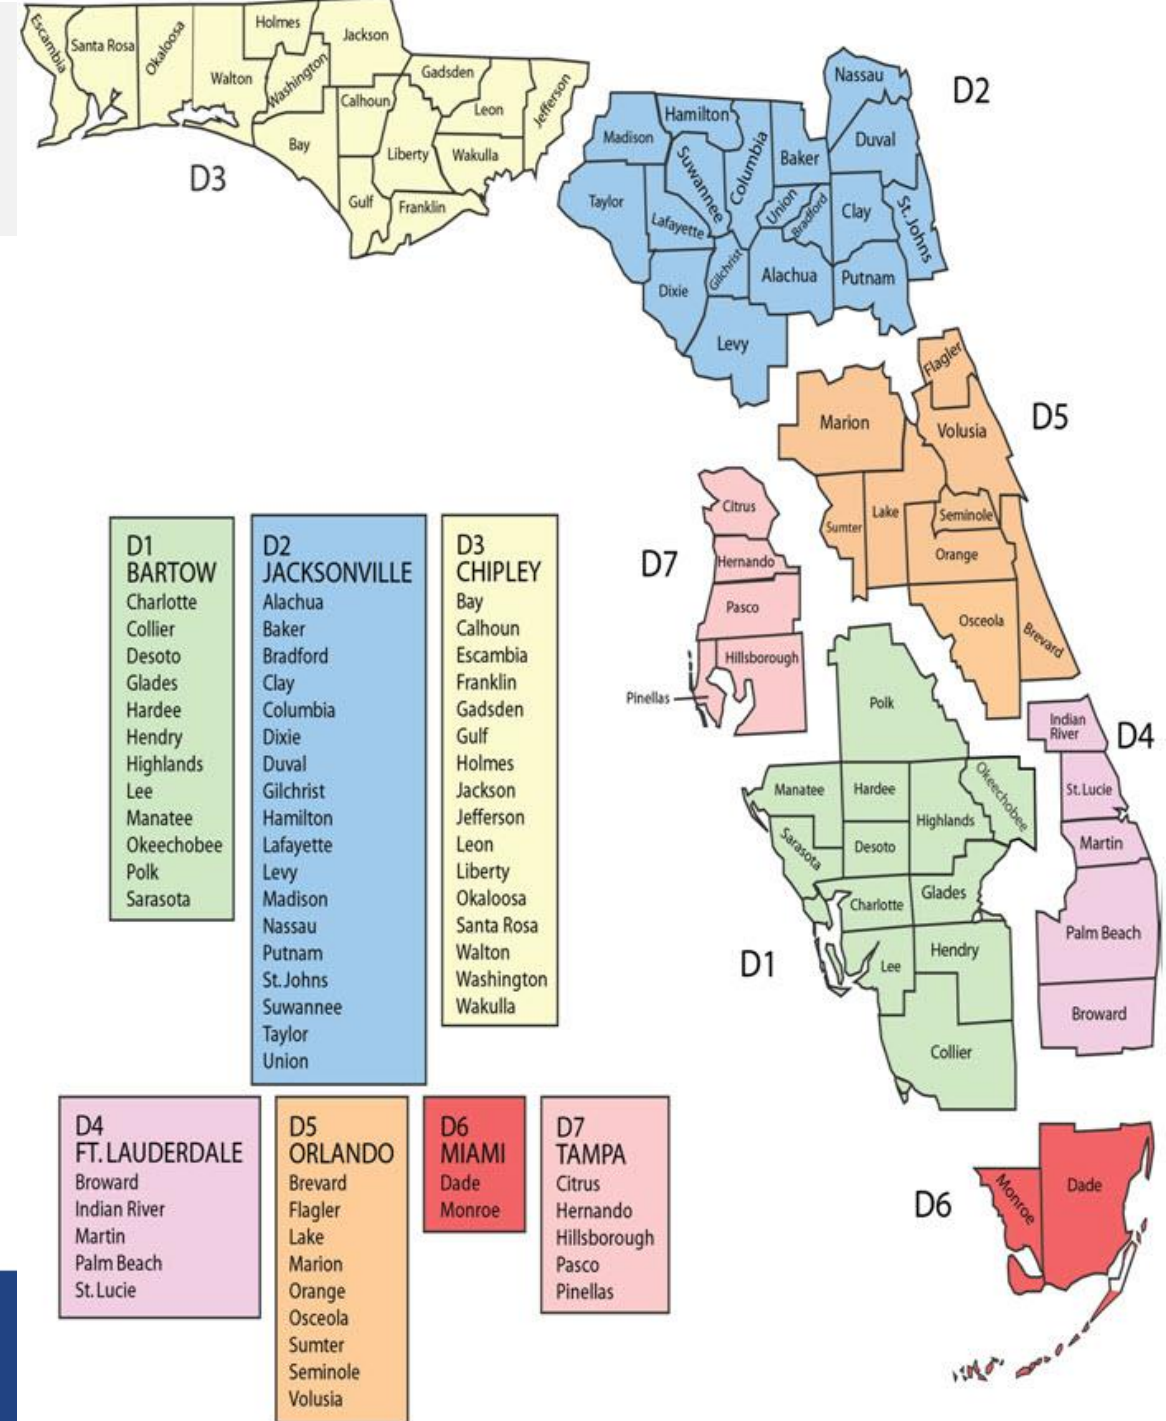 Escambia
Santa Rosa
Okaloosa
Holmes
Walton
Washington
Jackson
Bay
Calhoun
Gulf
Liberty
Franklin
Gadsden
Leon
Wakulla
Jefferson
D3
D2
Nassau
Duval
Hamilton
Madison
Suwannee
Columbia
Baker
Taylor
Lafayette
Union
Bradford
Clay
St. Johns
Dixie
Gilchrist
Alachua
Putnam
Levy
D5
Flagler
Marion
Volusia
Sumter
Lake
Seminole
Orange
Osceola
Brevard
D7
Citrus
Hernando
Pasco
Hillsborough
Pinellas
D1
Polk
Manatee
Hardee
Okeechobee
Highlands
Sarasota
Desoto
Charlotte
Glades
Lee
Hendry
Collier
D4
Indian
River
St. Lucie
Martin
Palm Beach
Broward
D6
Monroe
Dade
D1
BARTOW
Charlotte
Collier
Desoto
Glades
Hardee
Hendry
Highlands
Lee
Manatee
Okeechobee
Polk
Sarasota
D2
JACKSONVILLE
Alachua
Baker
Bradford
Clay
Columbia
Dixie
Duval
Gilchrist
Hamilton
Lafayette
Levy
Madison
Nassau
Putnam
St. Johns
Suwannee
Taylor
Union
D3
CHIPLEY
Bay
Calhoun
Escambia
Franklin
Gadsden
Gulf
Holmes
Jackson
Jefferson
Leon
Liberty
Okaloosa
Santa Rosa
Walton
Washington
Wakulla
D4
FT. LAUDERDALE
Broward
Indian River
Martin
Palm Beach
St. Lucie
D5
ORLANDO
Brevard
Flagler
Lake
Marion
Orange
Osceola
Sumter
Seminole
Volusia
D6
MIAMI
Dade
Monroe
D7
TAMPA
Citrus
Hernando
Hillsborough
Pasco
Pinellas